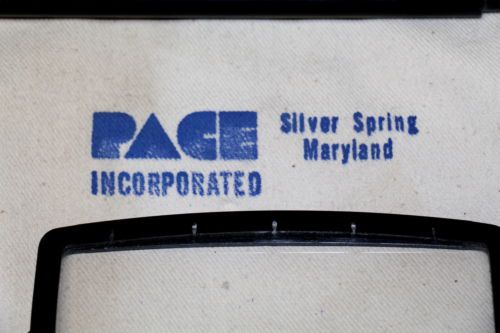 PACE
INCORPORATED
Silver Spring
Maryland